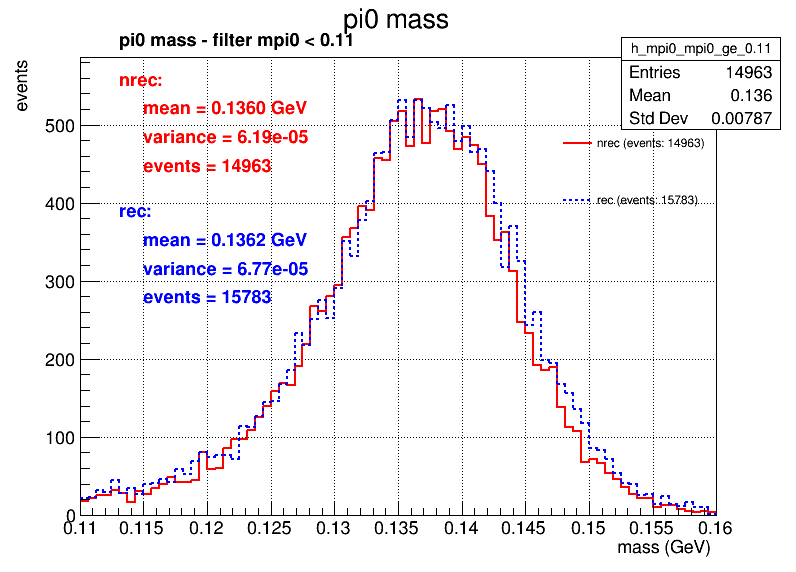 pi0 mass
pi0 mass - filter mpi0 < 0.11
h_mpi0_mpi0_ge_0.11
Entries 14963
Mean 0.136
Std Dev 0.00787
nrec:
mean = 0.1360 GeV
variance = 6.19e-05
events = 14963
rec:
mean = 0.1362 GeV
variance = 6.77e-05
events = 15783
nrec (events: 14963)
rec (events: 15783)
events
500
400
300
200
100
0
0.11 0.115 0.12 0.125 0.13 0.135 0.14 0.145 0.15 0.155 0.16
mass (GeV)